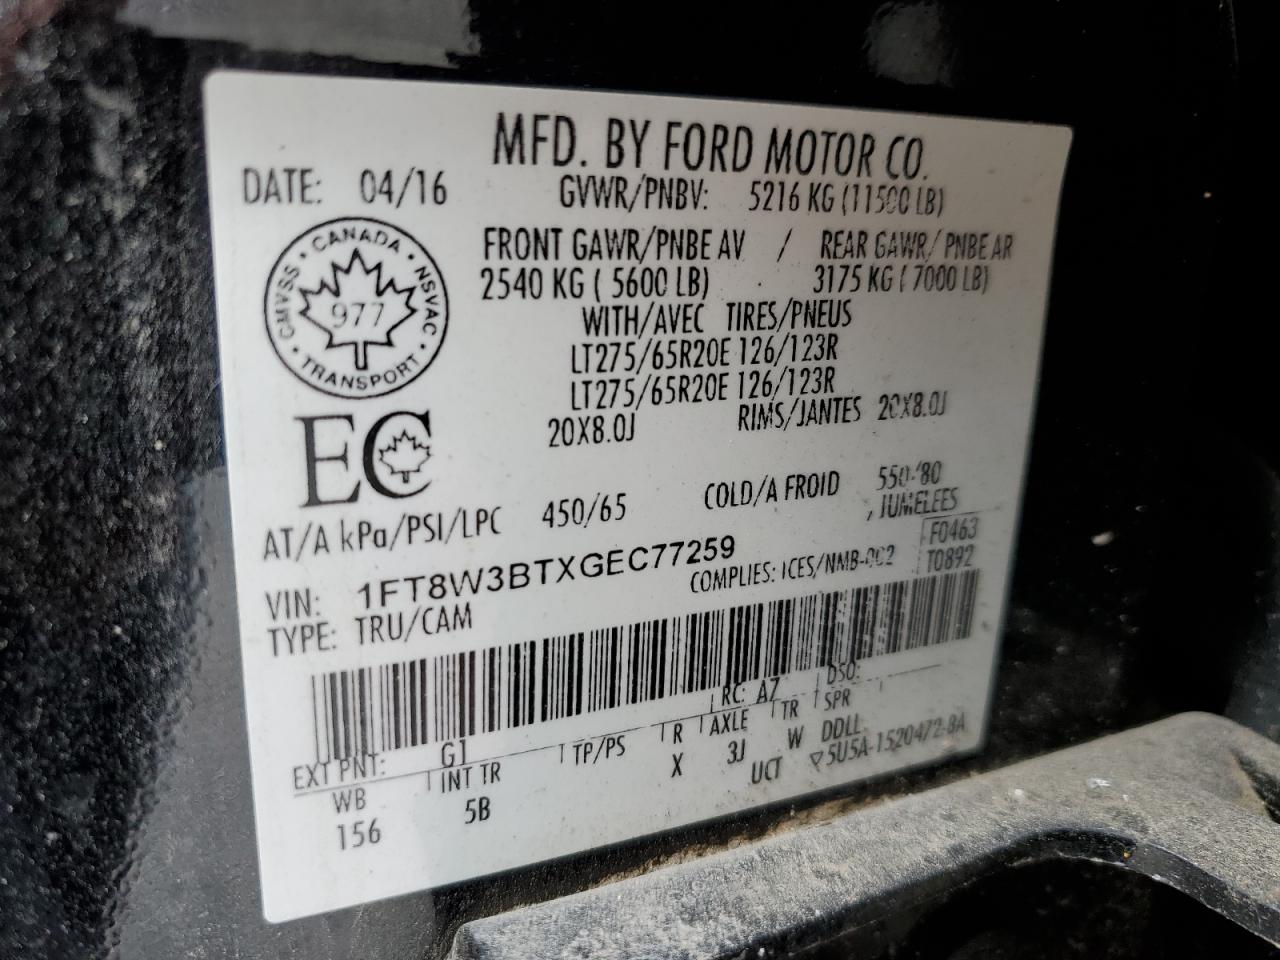 MFD. BY FORD MOTOR CO.
DATE: 04/16 GVWR/PNBV: 5216 KG (11500 LB)
FRONT GAWR/PNBE AV / REAR GAWR/ PNBE AR
2540 KG ( 5600 LB) 3175 KG ( 7000 LB)
WITH/AVEC TIRES/PNEUS
LT275/65R20E 126/123R
LT275/65R20E 126/123R
20X8.0J RIMS/JANTES 20X8.0J
CANADA · NSVAC · TRANSPORT · CMVSS ·
977
EC
AT/A kPa/PSI/LPC 450/65 COLD/A FROID 550/80
, JUMELEES
VIN: 1FT8W3BTXGEC77259 COMPLIES: ICES/NMB-002
F0463
T0892
TYPE: TRU/CAM
RC: A7 DSO:
EXT PNT: G1 TP/PS R AXLE TR SPR
WB INT TR X 3J W DDLL
156 5B UCT ▽5U5A-1520472-BA